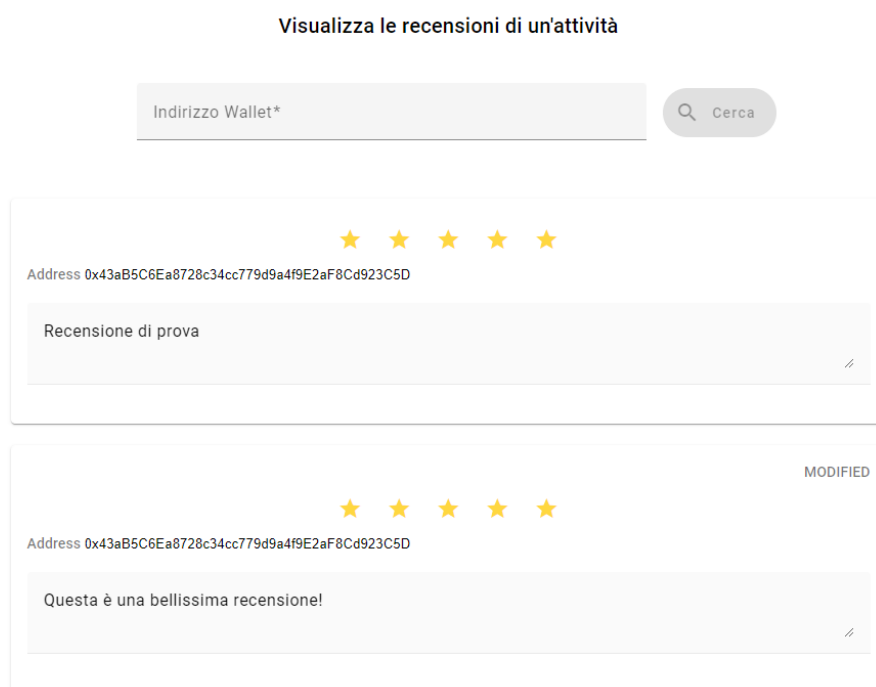 Visualizza le recensioni di un'attività
Indirizzo Wallet*
Cerca
Address 0x43aB5C6Ea8728c34cc779d9a4f9E2aF8Cd923C5D
Recensione di prova
MODIFIED
Address 0x43aB5C6Ea8728c34cc779d9a4f9E2aF8Cd923C5D
Questa è una bellissima recensione!